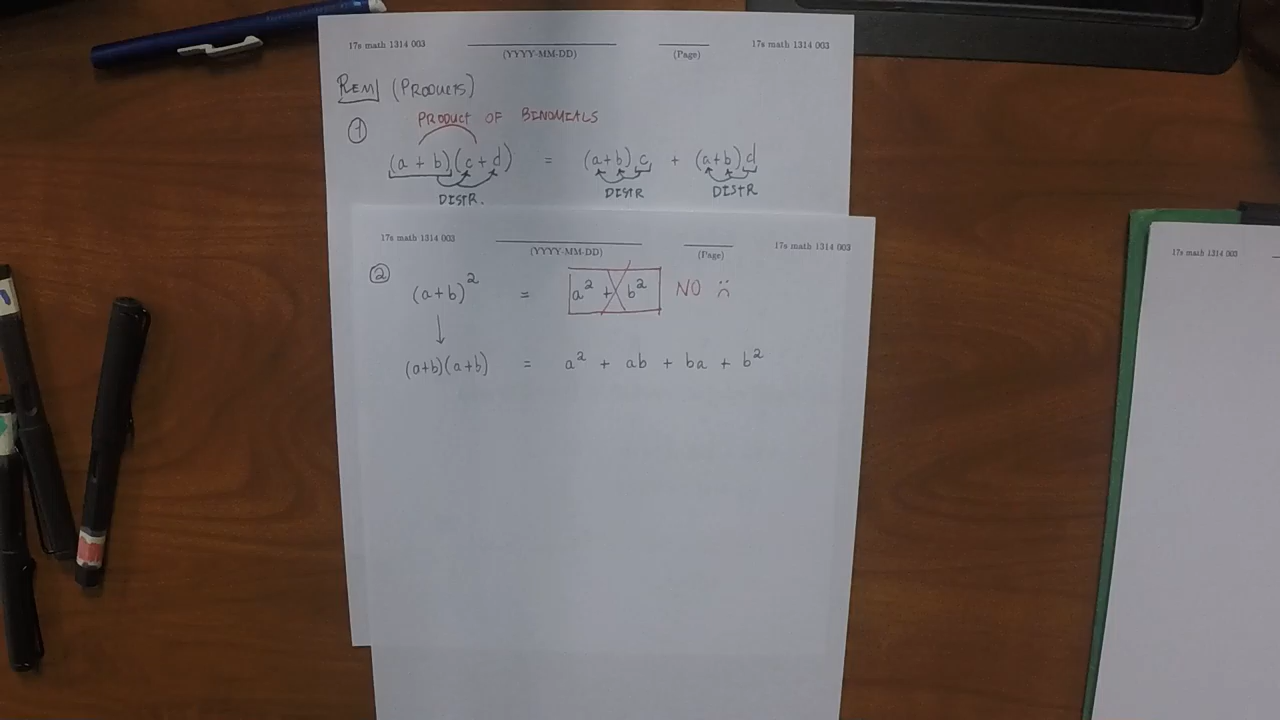 17s math 1314 003 (YYYY-MM-DD) (Page) 17s math 1314 003
REM (PRODUCTS)
PRODUCT OF BINOMIALS
① (a + b)(c + d) = (a+b) c + (a+b) d
DISTR. DISTR DISTR
17s math 1314 003 (YYYY-MM-DD) (Page) 17s math 1314 003
② (a+b)² = a² + b² NO ☹
↓
(a+b)(a+b) = a² + ab + ba + b²
17s math 1314 003